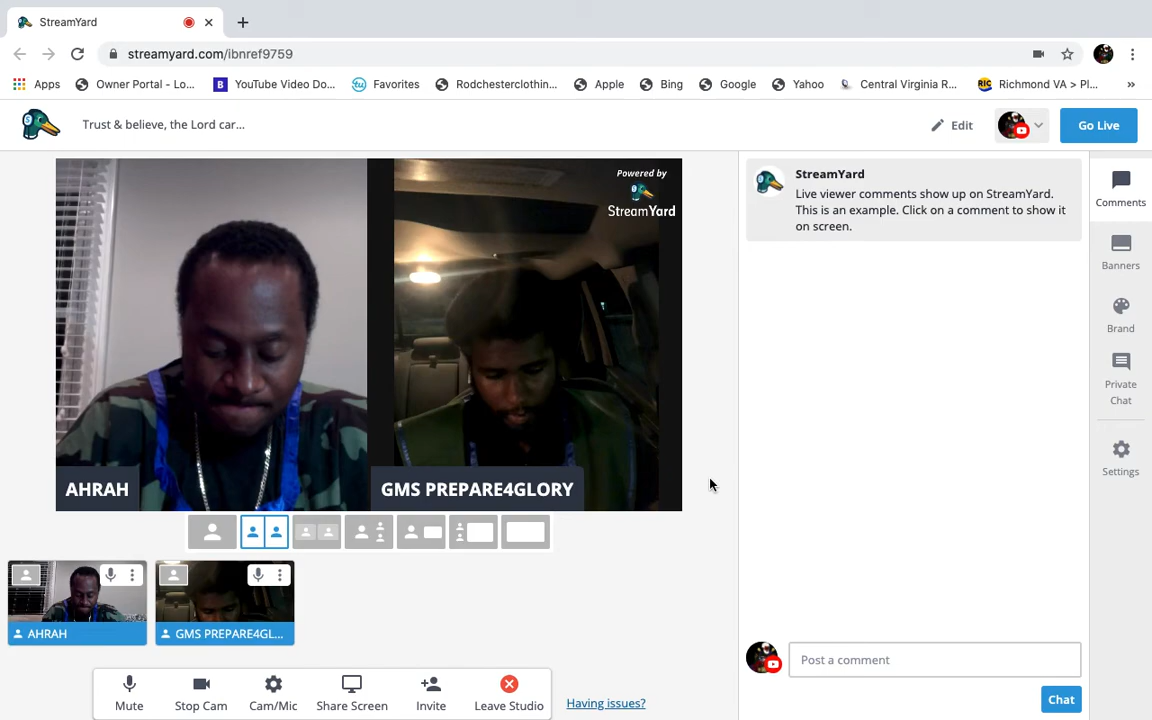 StreamYard
streamyard.com/ibnref9759
Apps
Owner Portal - Lo...
YouTube Video Do...
Favorites
Rodchesterclothin...
Apple
Bing
Google
Yahoo
Central Virginia R...
RIC
Richmond VA > Pl...
»
Trust & believe, the Lord car...
Edit
Go Live
Powered by
StreamYard
AHRAH
GMS PREPARE4GLORY
StreamYard
Live viewer comments show up on StreamYard.
This is an example. Click on a comment to show it
on screen.
Comments
Banners
Brand
Private
Chat
Settings
AHRAH
GMS PREPARE4GL...
Post a comment
Chat
Mute
Stop Cam
Cam/Mic
Share Screen
Invite
Leave Studio
Having issues?